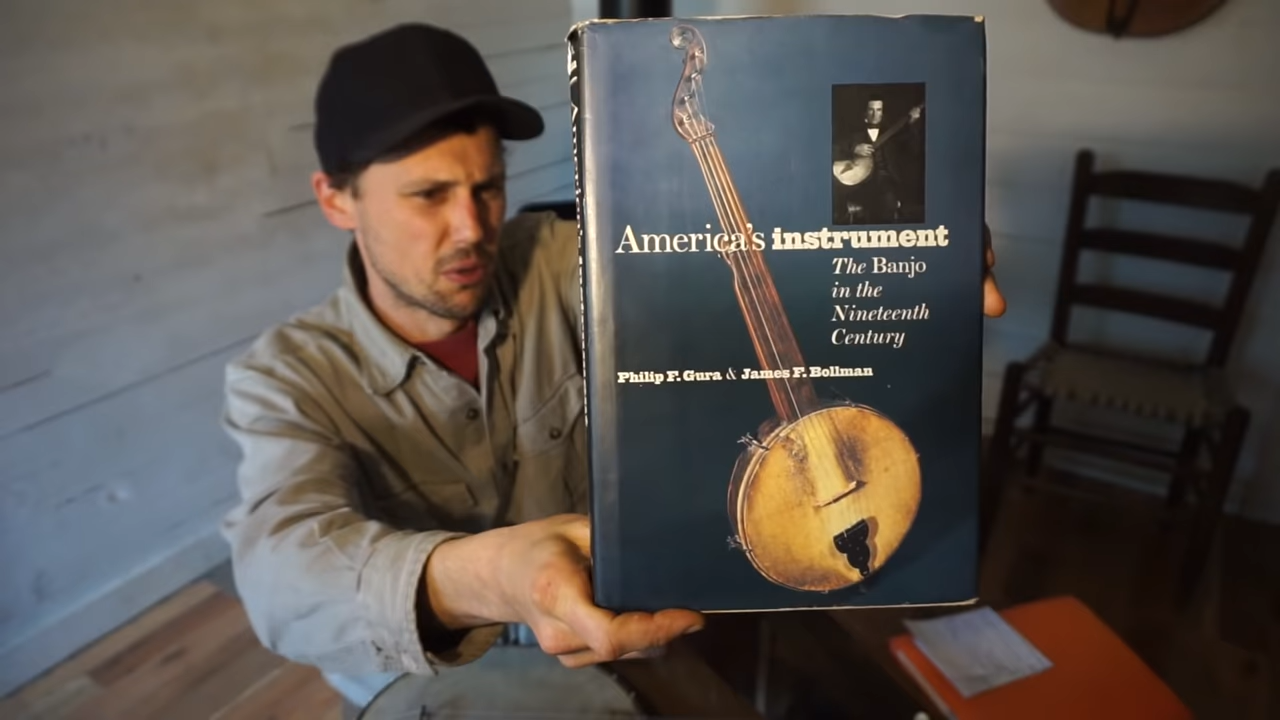 America's instrument
The Banjo
in the
Nineteenth
Century
Philip F. Gura & James F. Bollman